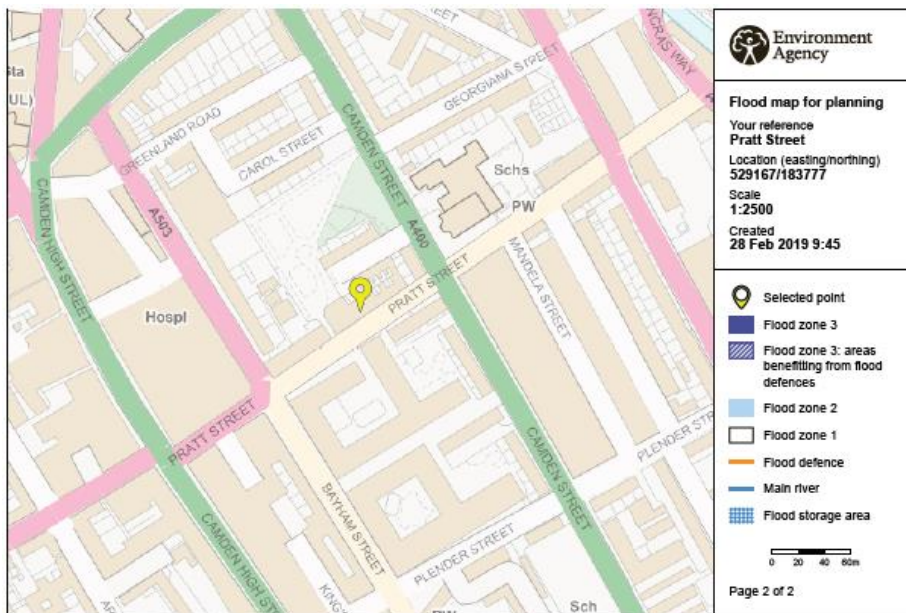 Sta
UL)
GREENLAND ROAD
CAROL STREET
GEORGIANA STREET
CAMDEN STREET
CAMDEN HIGH STREET
A503
A400
Schs
PW
MANDELA STREET
PRATT STREET
Hospl
PRATT STREET
BAYHAM STREET
CAMDEN STREET
PLENDER STREET
PLENDER STREET
Sch
Environment
Agency
Flood map for planning
Your reference
Pratt Street
Location (easting/northing)
529167/183777
Scale
1:2500
Created
28 Feb 2019 9:45
Selected point
Flood zone 3
Flood zone 3: areas
benefitting from flood
defences
Flood zone 2
Flood zone 1
Flood defence
Main river
Flood storage area
0 20 40 60m
Page 2 of 2